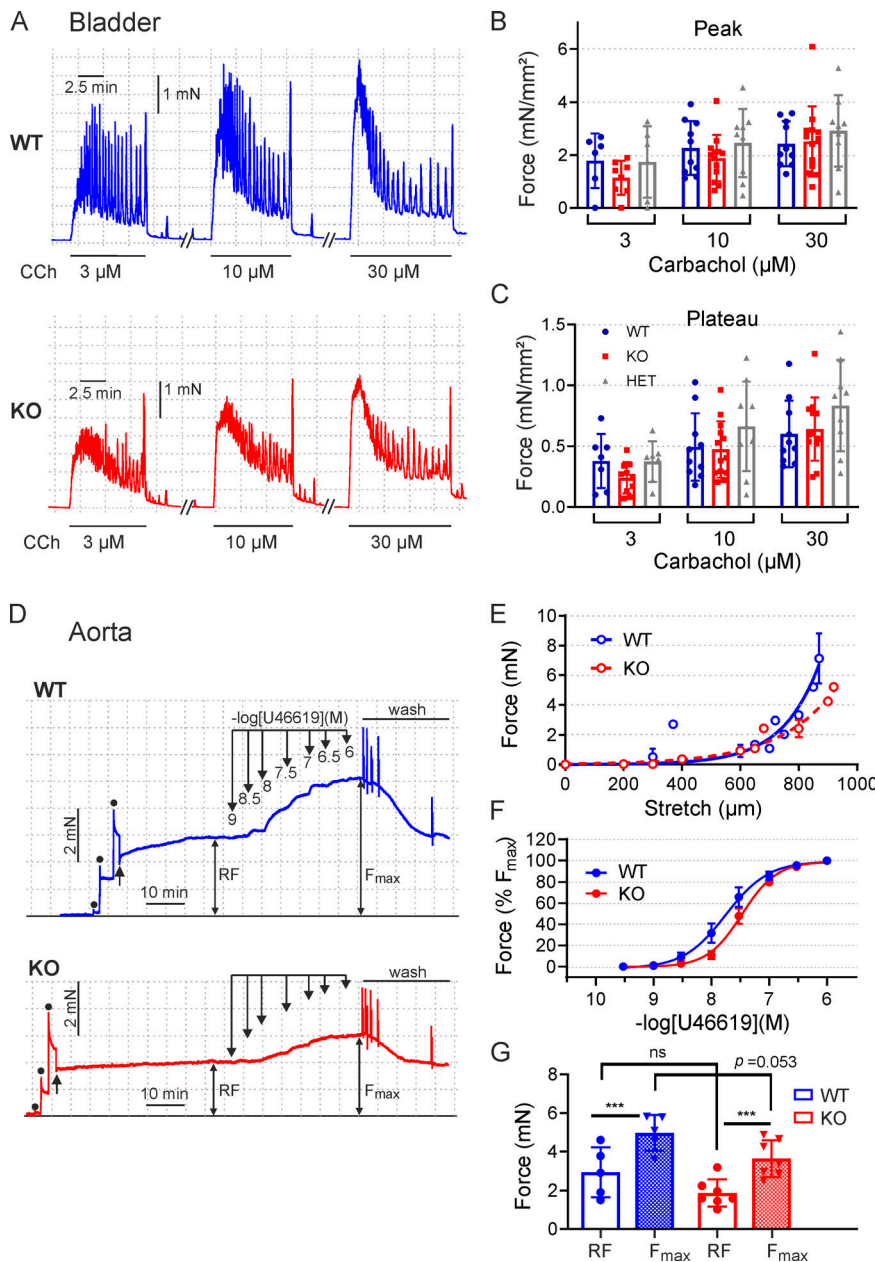 A Bladder
2.5 min
1 mN
WT
CCh 3 µM 10 µM 30 µM
2.5 min
1 mN
KO
CCh 3 µM 10 µM 30 µM
B
Peak
Force (mN/mm²)
6
4
2
0
3 10 30
Carbachol (µM)
C
Plateau
WT
KO
HET
Force (mN/mm²)
1.5
1.0
0.5
0.0
3 10 30
Carbachol (µM)
D
Aorta
WT
-log[U46619](M)
wash
9 8.5 8 7.5 7 6.5 6
2 mN
10 min
RF
Fmax
KO
wash
2 mN
10 min
RF
Fmax
E
WT
KO
Force (mN)
10
8
6
4
2
0
0 200 400 600 800 1000
Stretch (µm)
F
WT
KO
Force (% Fmax)
120
100
80
60
40
20
0
10 9 8 7 6
-log[U46619](M)
G
ns
p =0.053
WT
KO
*** ***
Force (mN)
8
6
4
2
0
RF Fmax RF Fmax